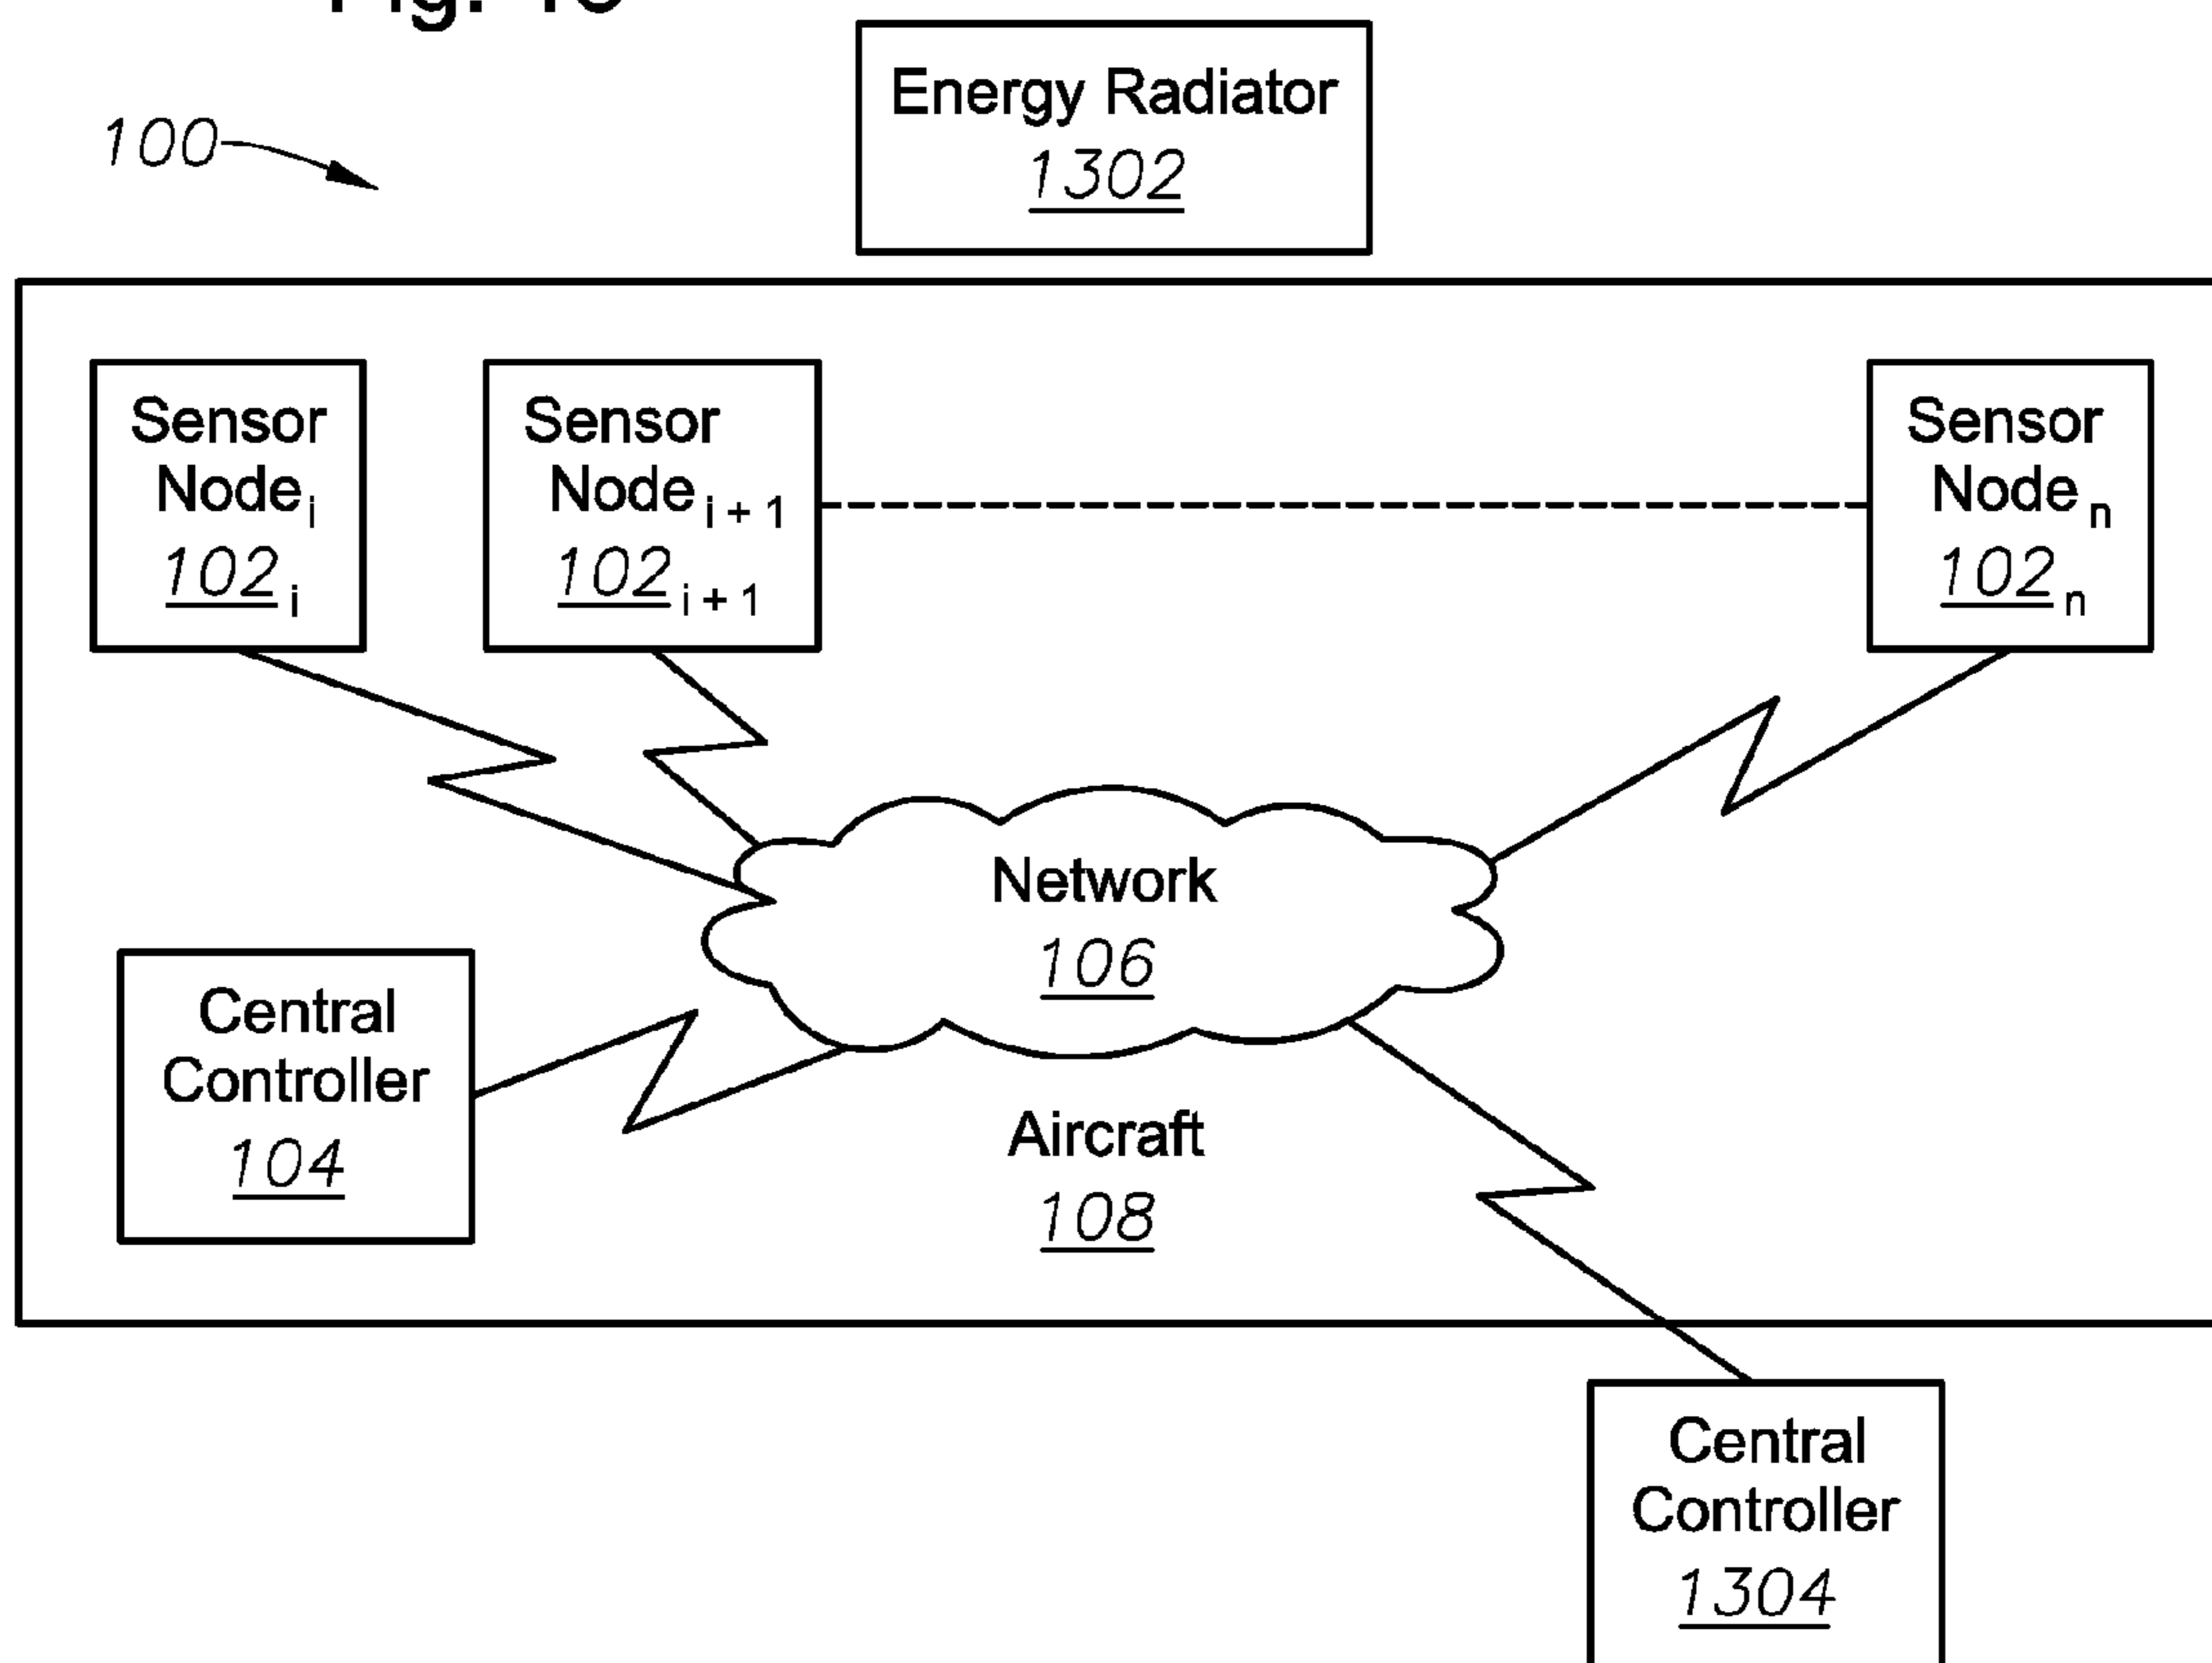 Energy Radiator
1302
100
Sensor
Node i
102 i
Sensor
Node i + 1
102 i + 1
Sensor
Node n
102 n
Network
106
Central
Controller
104
Aircraft
108
Central
Controller
1304